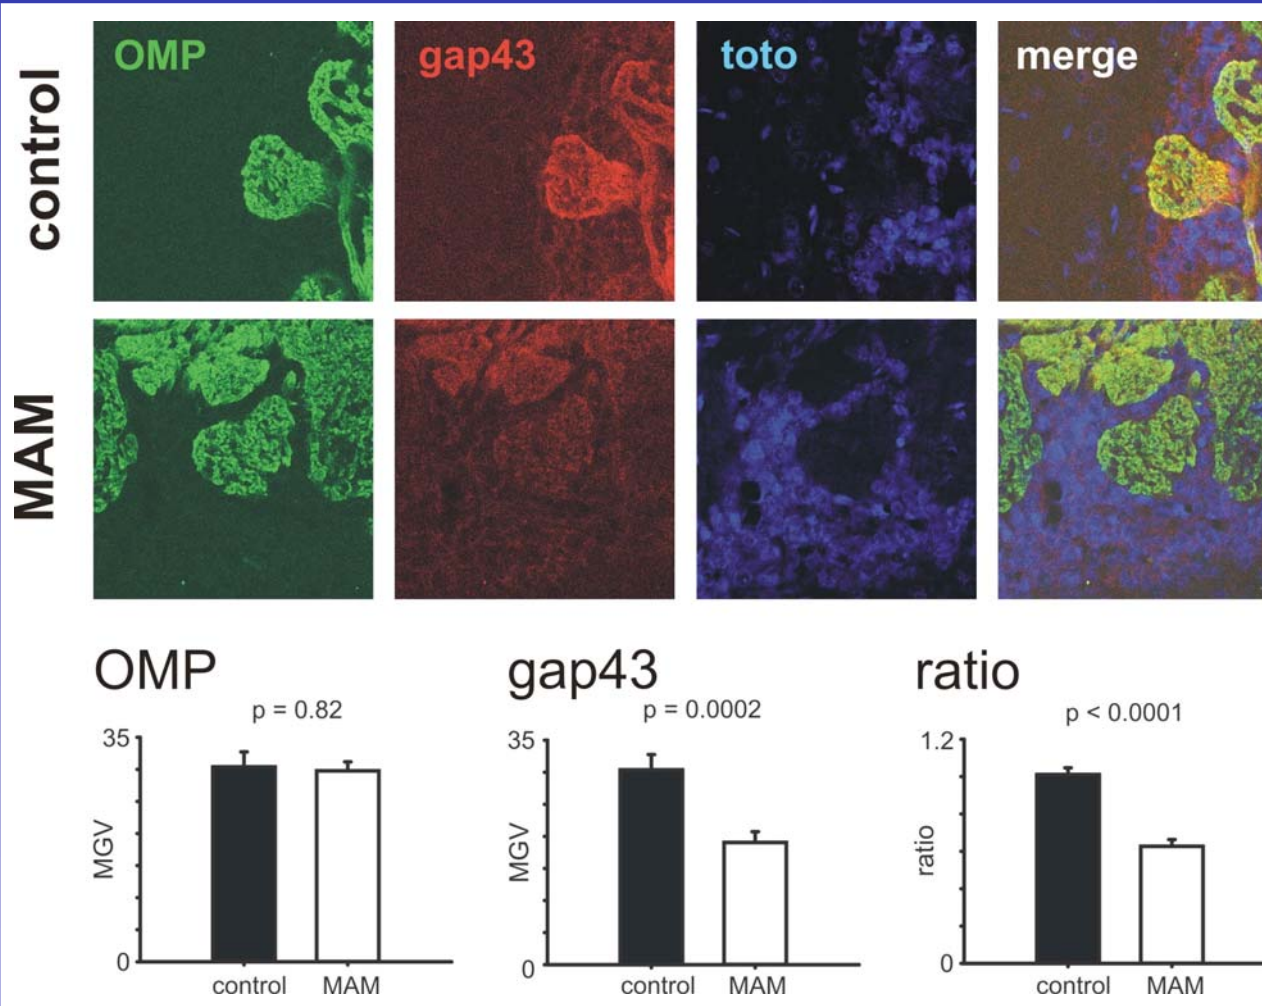 OMP
gap43
toto
merge
control
MAM
OMP
gap43
ratio
p = 0.82
p = 0.0002
p < 0.0001
35
35
1.2
MGV
MGV
ratio
0
0
0
control MAM
control MAM
control MAM